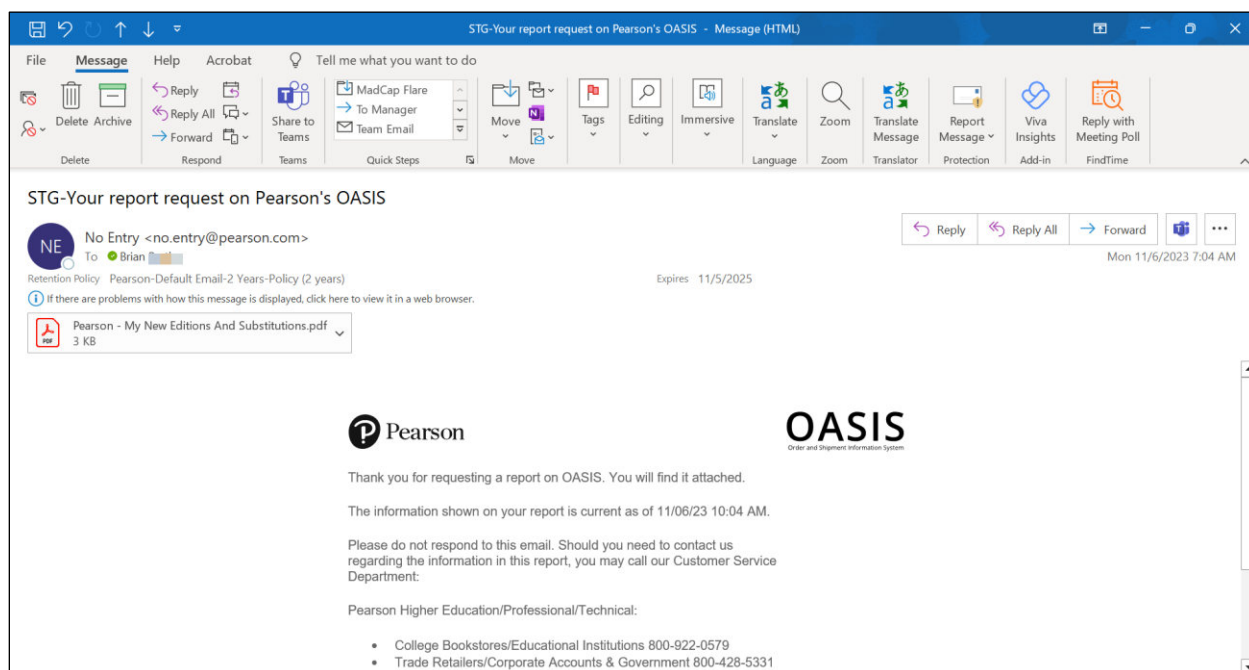 STG-Your report request on Pearson's OASIS - Message (HTML)
File Message Help Acrobat Tell me what you want to do
Delete Archive
Reply
Reply All
Forward
Share to Teams
MadCap Flare
To Manager
Team Email
Move
Tags
Editing
Immersive
Translate
Zoom
Translate Message
Report Message
Viva Insights
Reply with Meeting Poll
Delete Respond Teams Quick Steps Move Language Zoom Translator Protection Add-in FindTime
STG-Your report request on Pearson's OASIS
NE
No Entry <no.entry@pearson.com>
To Brian
Reply Reply All Forward
Mon 11/6/2023 7:04 AM
Retention Policy Pearson-Default Email-2 Years-Policy (2 years) Expires 11/5/2025
If there are problems with how this message is displayed, click here to view it in a web browser.
PDF
Pearson - My New Editions And Substitutions.pdf
3 KB
Pearson
OASIS
Order and Shipment Information System
Thank you for requesting a report on OASIS. You will find it attached.
The information shown on your report is current as of 11/06/23 10:04 AM.
Please do not respond to this email. Should you need to contact us
regarding the information in this report, you may call our Customer Service
Department:
Pearson Higher Education/Professional/Technical:
• College Bookstores/Educational Institutions 800-922-0579
• Trade Retailers/Corporate Accounts & Government 800-428-5331